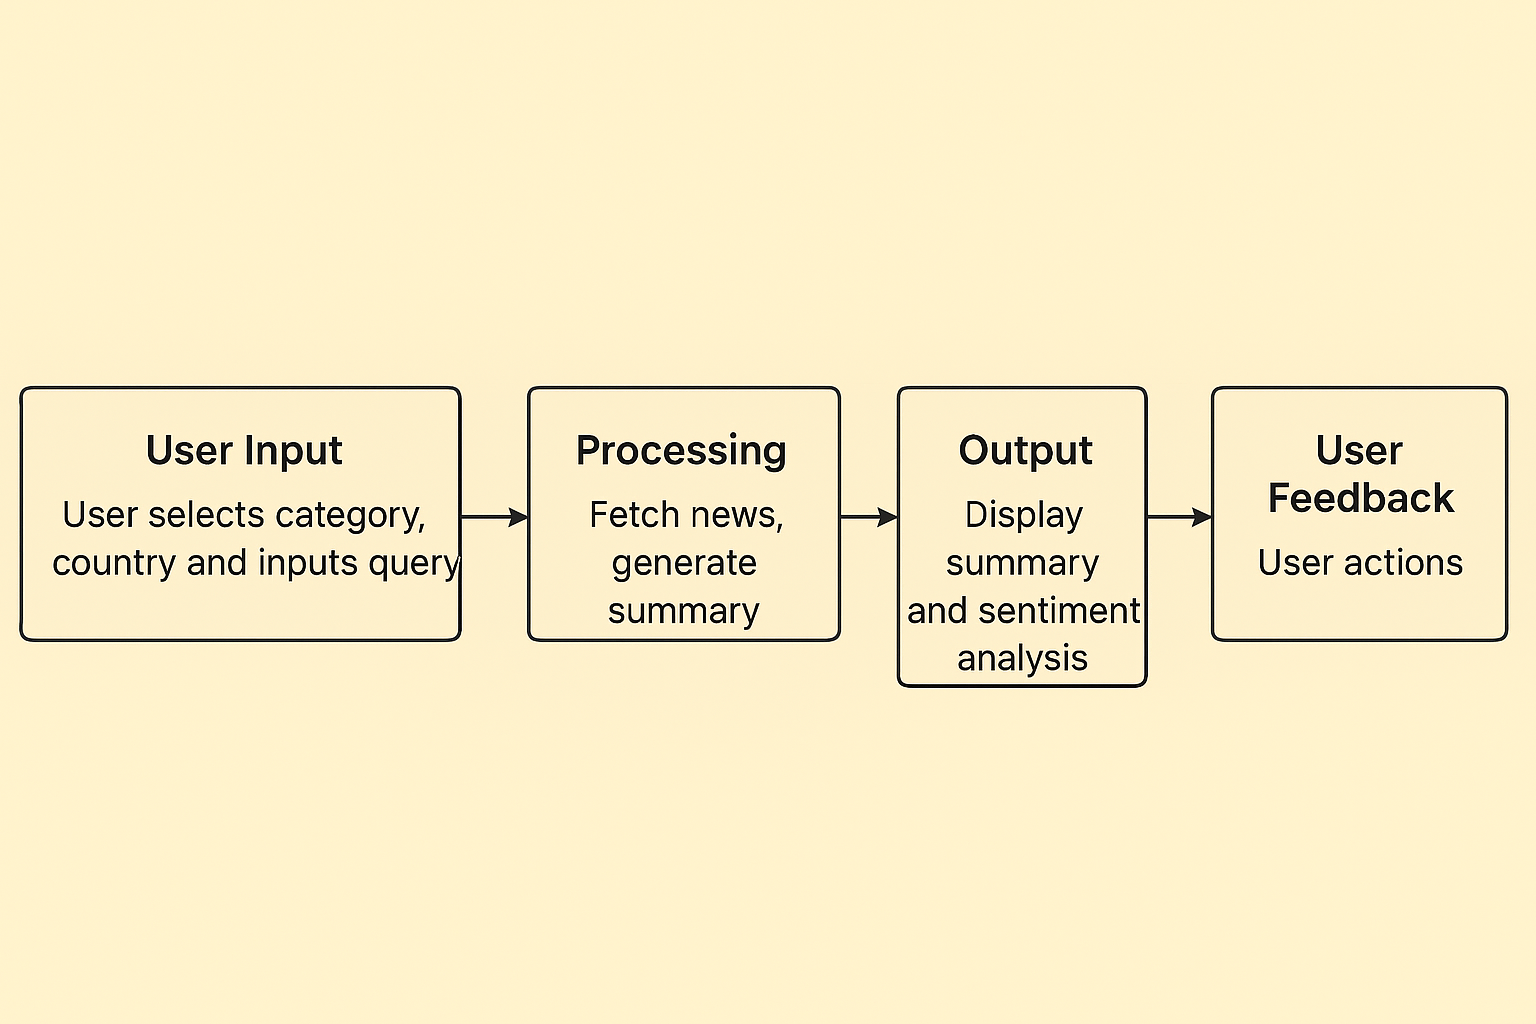 User Input
User selects category,
country and inputs query
Processing
Fetch news,
generate
summary
Output
Display
summary
and sentiment
analysis
User
Feedback
User actions